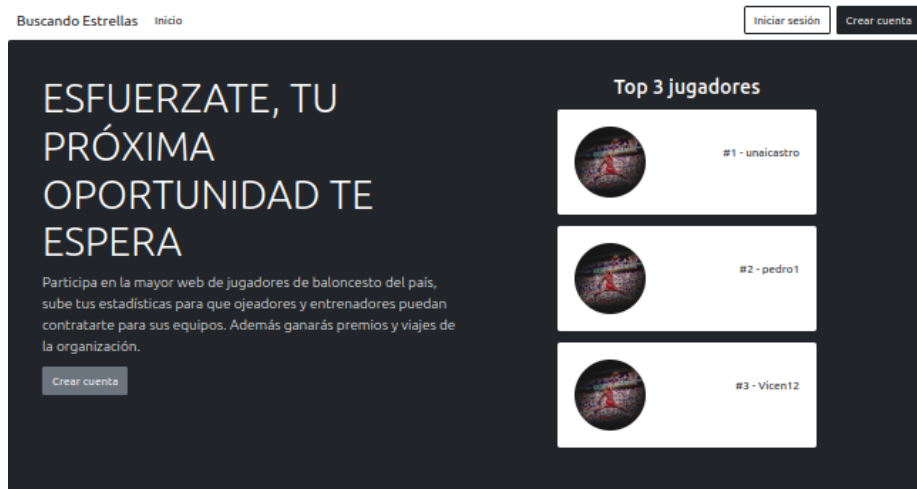 Buscando Estrellas Inicio Iniciar sesión Crear cuenta
ESFUERZATE, TU
PRÓXIMA
OPORTUNIDAD TE
ESPERA
Participa en la mayor web de jugadores de baloncesto del país,
sube tus estadísticas para que ojeadores y entrenadores puedan
contratarte para sus equipos. Además ganarás premios y viajes de
la organización.
Crear cuenta
Top 3 jugadores
#1 - unaicastro
#2 - pedro1
#3 - Vicen12